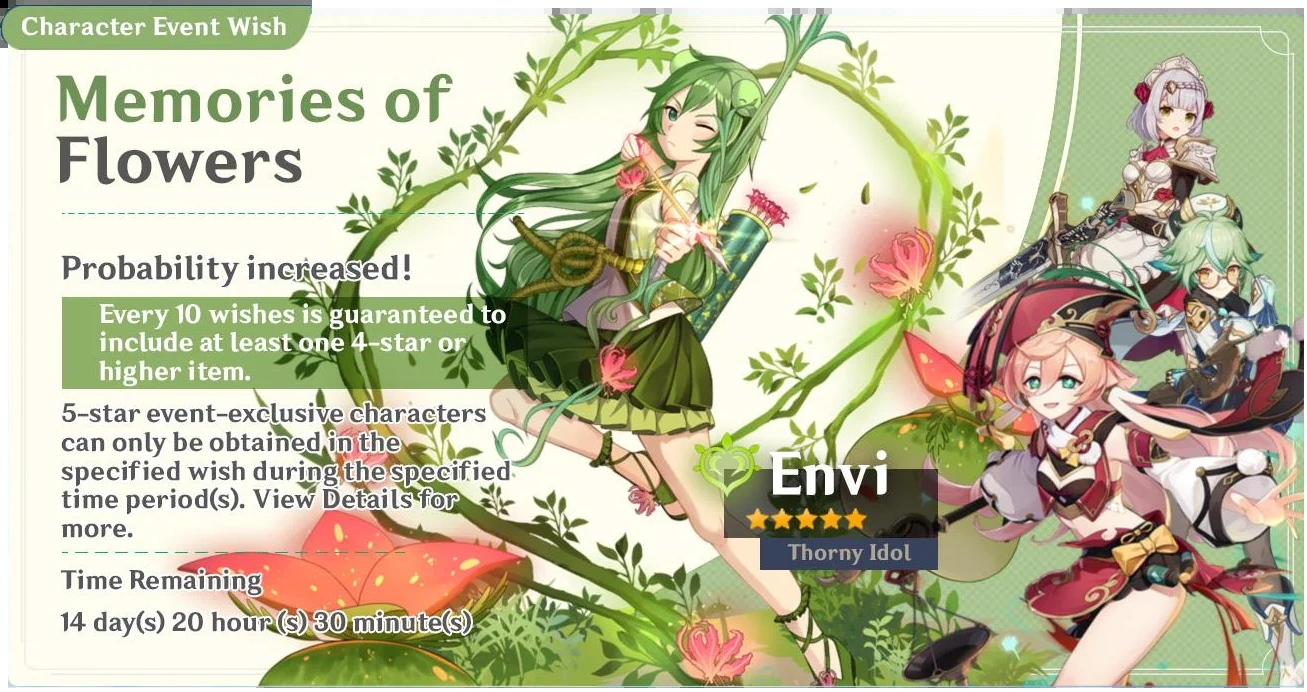 Character Event Wish
Memories of
Flowers
Probability increased!
Every 10 wishes is guaranteed to
include at least one 4-star or
higher item.
5-star event-exclusive characters
can only be obtained in the
specified wish during the specified
time period(s). View Details for
more.
Time Remaining
14 day(s) 20 hour (s) 30 minute(s)
Envi
Thorny Idol